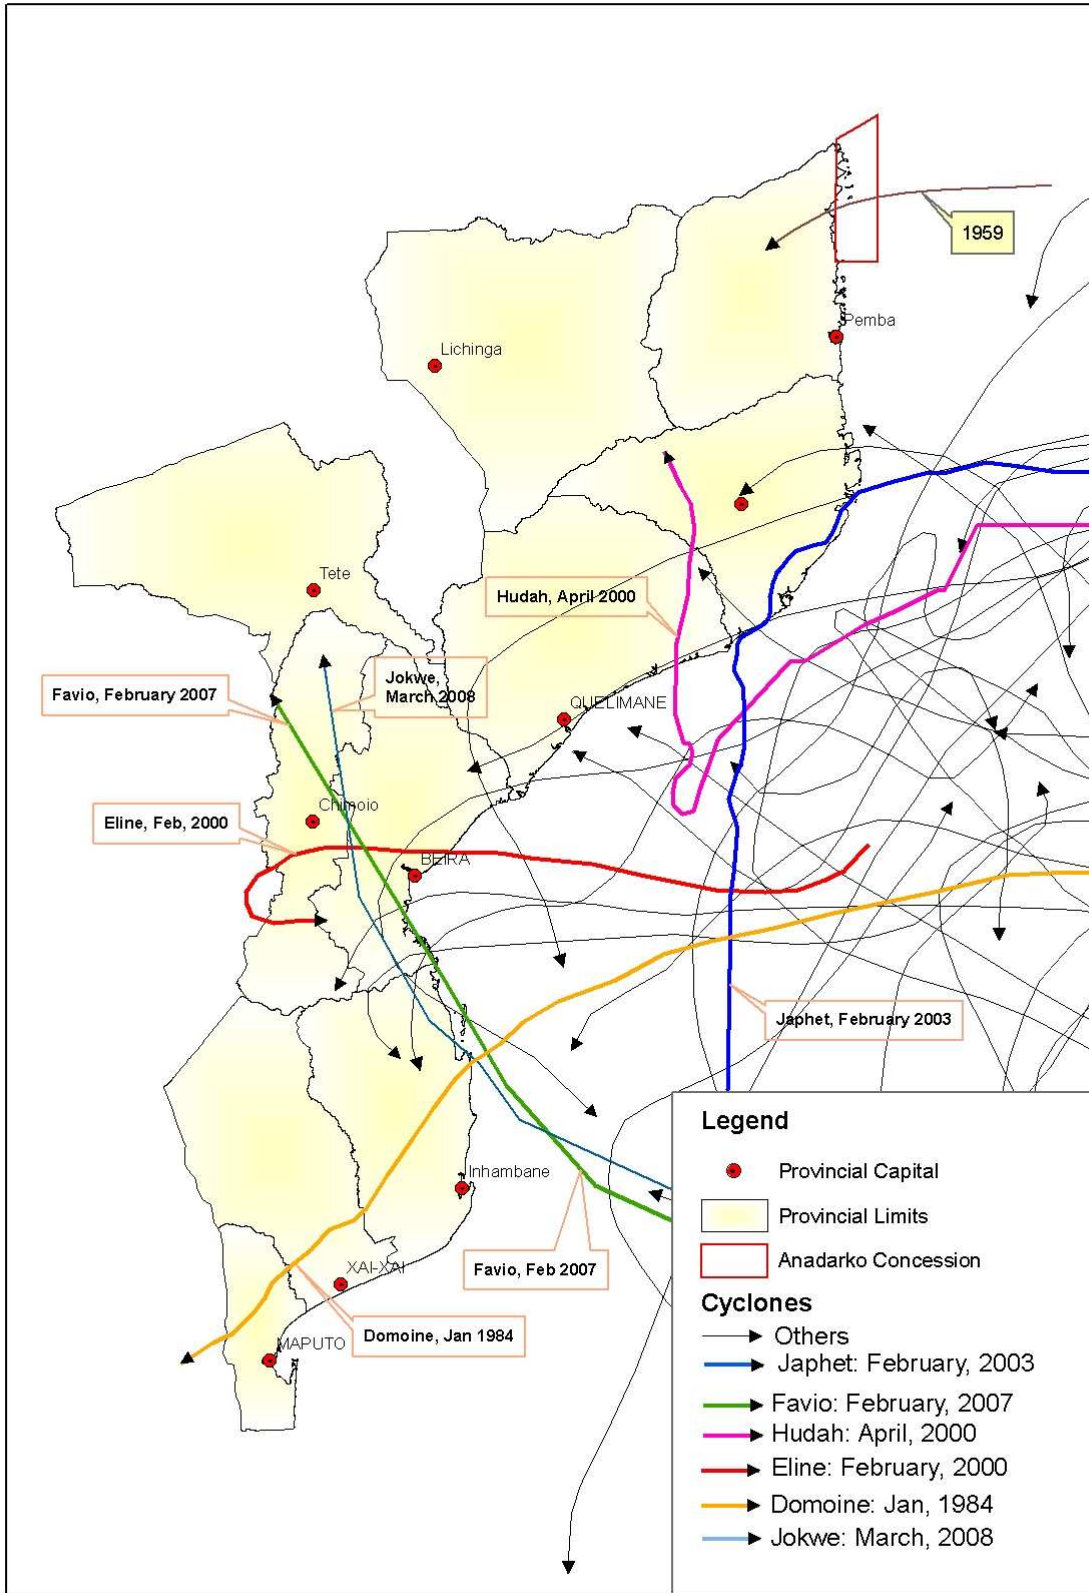 1959
Pemba
Lichinga
Tete
Hudah, April 2000
Jokwe,
March,2008
Favio, February 2007
QUELIMANE
Chimoio
Eline, Feb, 2000
BEIRA
Japhet, February 2003
Inhambane
Favio, Feb 2007
XAI-XAI
Domoine, Jan 1984
MAPUTO
Legend
Provincial Capital
Provincial Limits
Anadarko Concession
Cyclones
Others
Japhet: February, 2003
Favio: February, 2007
Hudah: April, 2000
Eline: February, 2000
Domoine: Jan, 1984
Jokwe: March, 2008